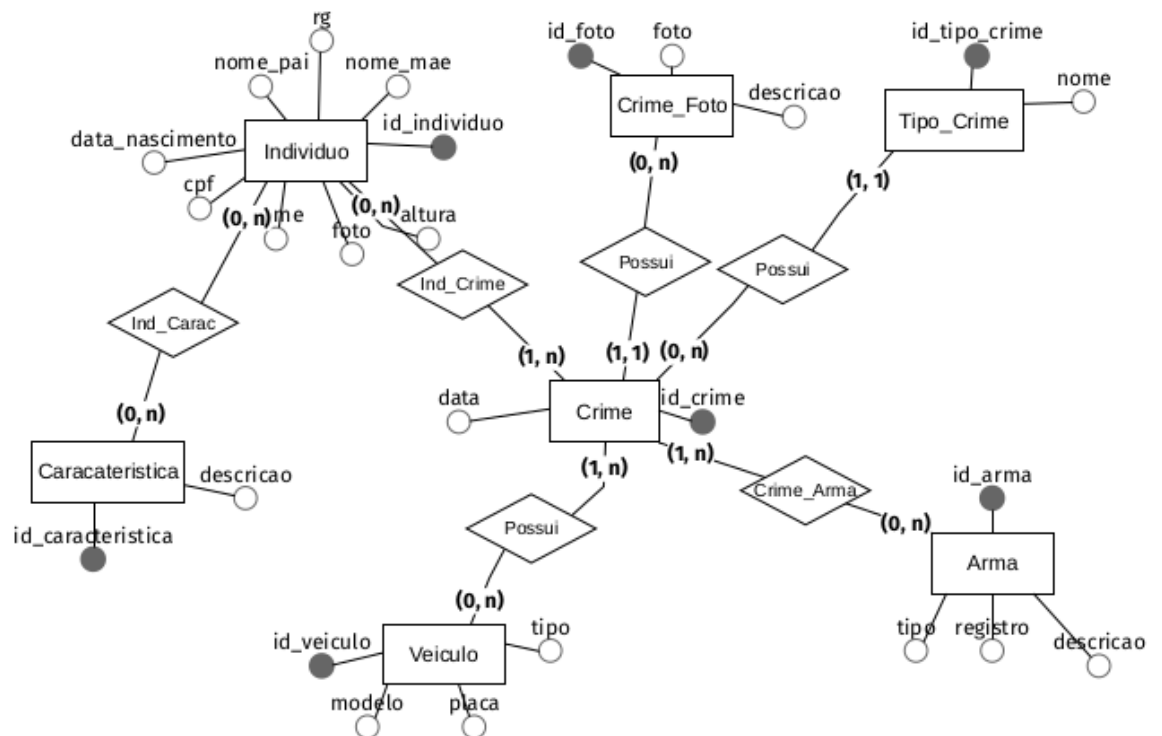 rg
id_foto
foto
id_tipo_crime
nome_pai
nome_mae
nome
descricao
Crime_Foto
Tipo_Crime
id_individuo
data_nascimento
Individuo
(0, n)
(1, 1)
cpf
(0, n)
me
(0, n)
foto
altura
Possui
Possui
Ind_Crime
Ind_Carac
(1, n)
(1, 1)
(0, n)
data
id_crime
Crime
(0, n)
(1, n)
(1, n)
Caracateristica
descricao
Crime_Arma
id_arma
id_caracteristica
Possui
(0, n)
Arma
(0, n)
tipo
registro
descricao
id_veiculo
tipo
Veiculo
modelo
placa